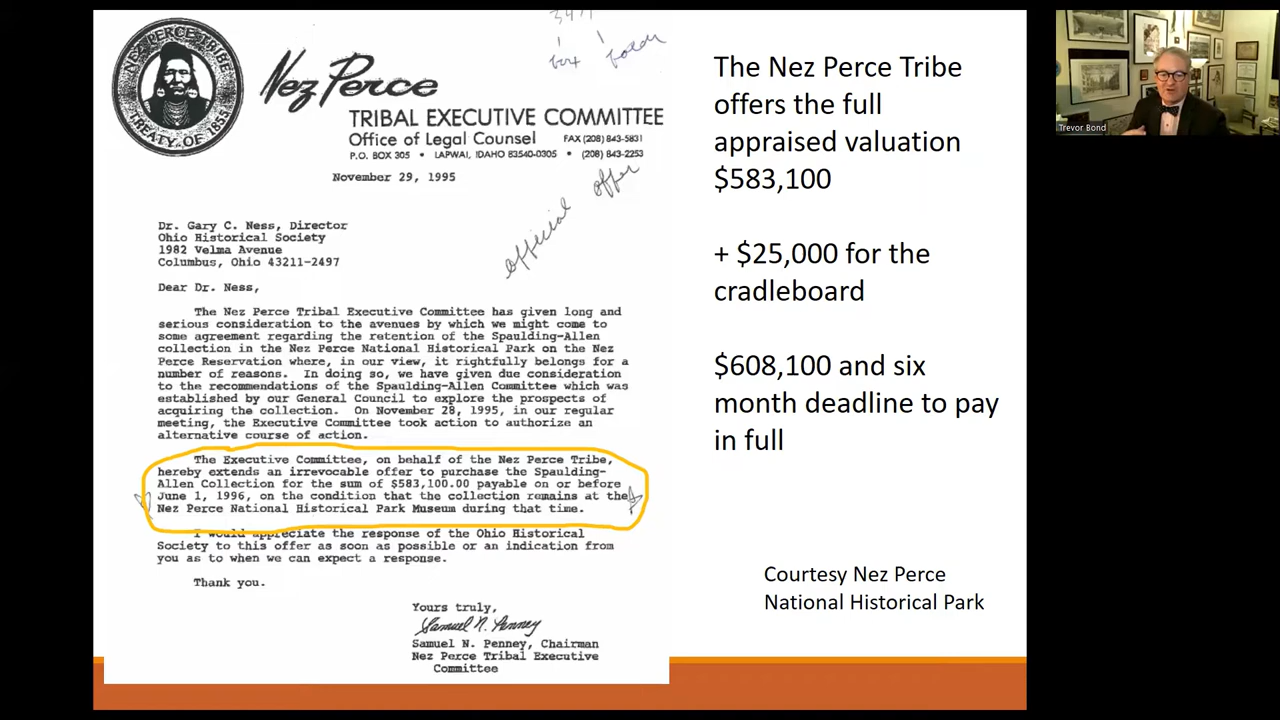 NEZ PERCE TRIBE
TREATY OF 1855
Nez Perce
TRIBAL EXECUTIVE COMMITTEE
Office of Legal Counsel FAX (208) 843-5831
P.O. BOX 305 • LAPWAI, IDAHO 83540-0305 • (208) 843-2253
box folder
November 29, 1995
official offer
Dr. Gary C. Ness, Director
Ohio Historical Society
1982 Velma Avenue
Columbus, Ohio 43211-2497
Dear Dr. Ness,
The Nez Perce Tribal Executive Committee has given long and
serious consideration to the avenues by which we might come to
some agreement regarding the retention of the Spaulding-Allen
collection in the Nez Perce National Historical Park on the Nez
Perce Reservation where, in our view, it rightfully belongs for a
number of reasons. In doing so, we have given due consideration
to the recommendations of the Spaulding-Allen Committee which was
established by our General Council to explore the prospects of
acquiring the collection. On November 28, 1995, in our regular
meeting, the Executive Committee took action to authorize an
alternative course of action.
The Executive Committee, on behalf of the Nez Perce Tribe,
hereby extends an irrevocable offer to purchase the Spaulding-
Allen Collection for the sum of $583,100.00 payable on or before
June 1, 1996, on the condition that the collection remains at the
Nez Perce National Historical Park Museum during that time.
I would appreciate the response of the Ohio Historical
Society to this offer as soon as possible or an indication from
you as to when we can expect a response.
Thank you.
Yours truly,
Samuel N. Penney
Samuel N. Penney, Chairman
Nez Perce Tribal Executive
Committee
The Nez Perce Tribe
offers the full
appraised valuation
$583,100
+ $25,000 for the
cradleboard
$608,100 and six
month deadline to pay
in full
Courtesy Nez Perce
National Historical Park
Trevor Bond